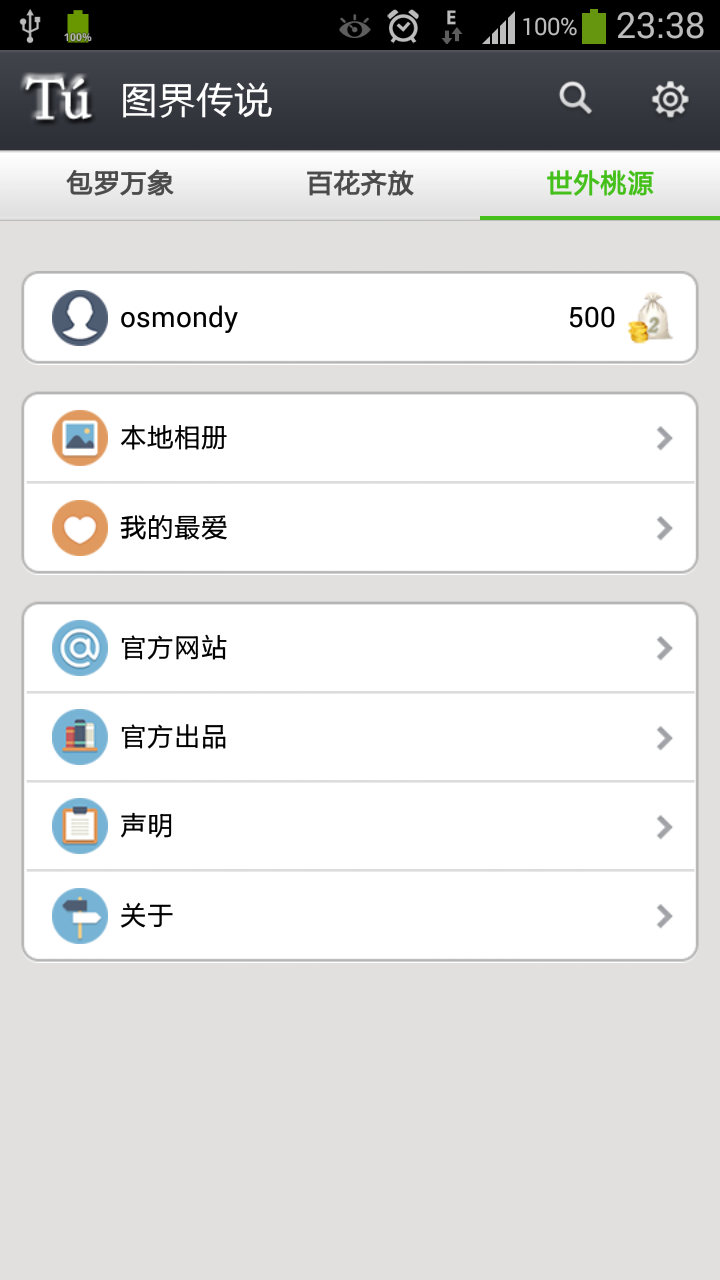 100%
E
100%
23:38
Tú 图界传说
包罗万象 百花齐放 世外桃源
osmondy 500
2
本地相册
我的最爱
官方网站
官方出品
声明
关于